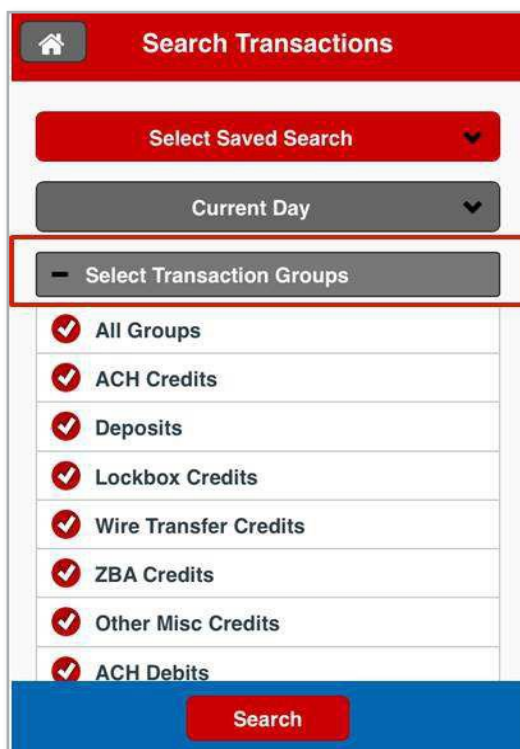 Search Transactions
Select Saved Search
Current Day
Select Transaction Groups
All Groups
ACH Credits
Deposits
Lockbox Credits
Wire Transfer Credits
ZBA Credits
Other Misc Credits
ACH Debits
Search